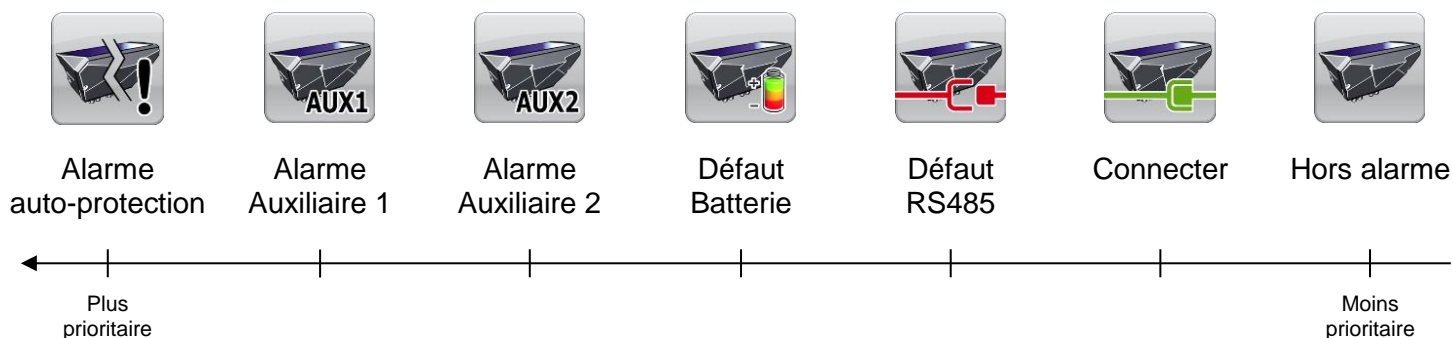 AUX1
AUX2
+
-
Alarme
auto-protection
Alarme
Auxiliaire 1
Alarme
Auxiliaire 2
Défaut
Batterie
Défaut
RS485
Connecter
Hors alarme
Plus
prioritaire
Moins
prioritaire